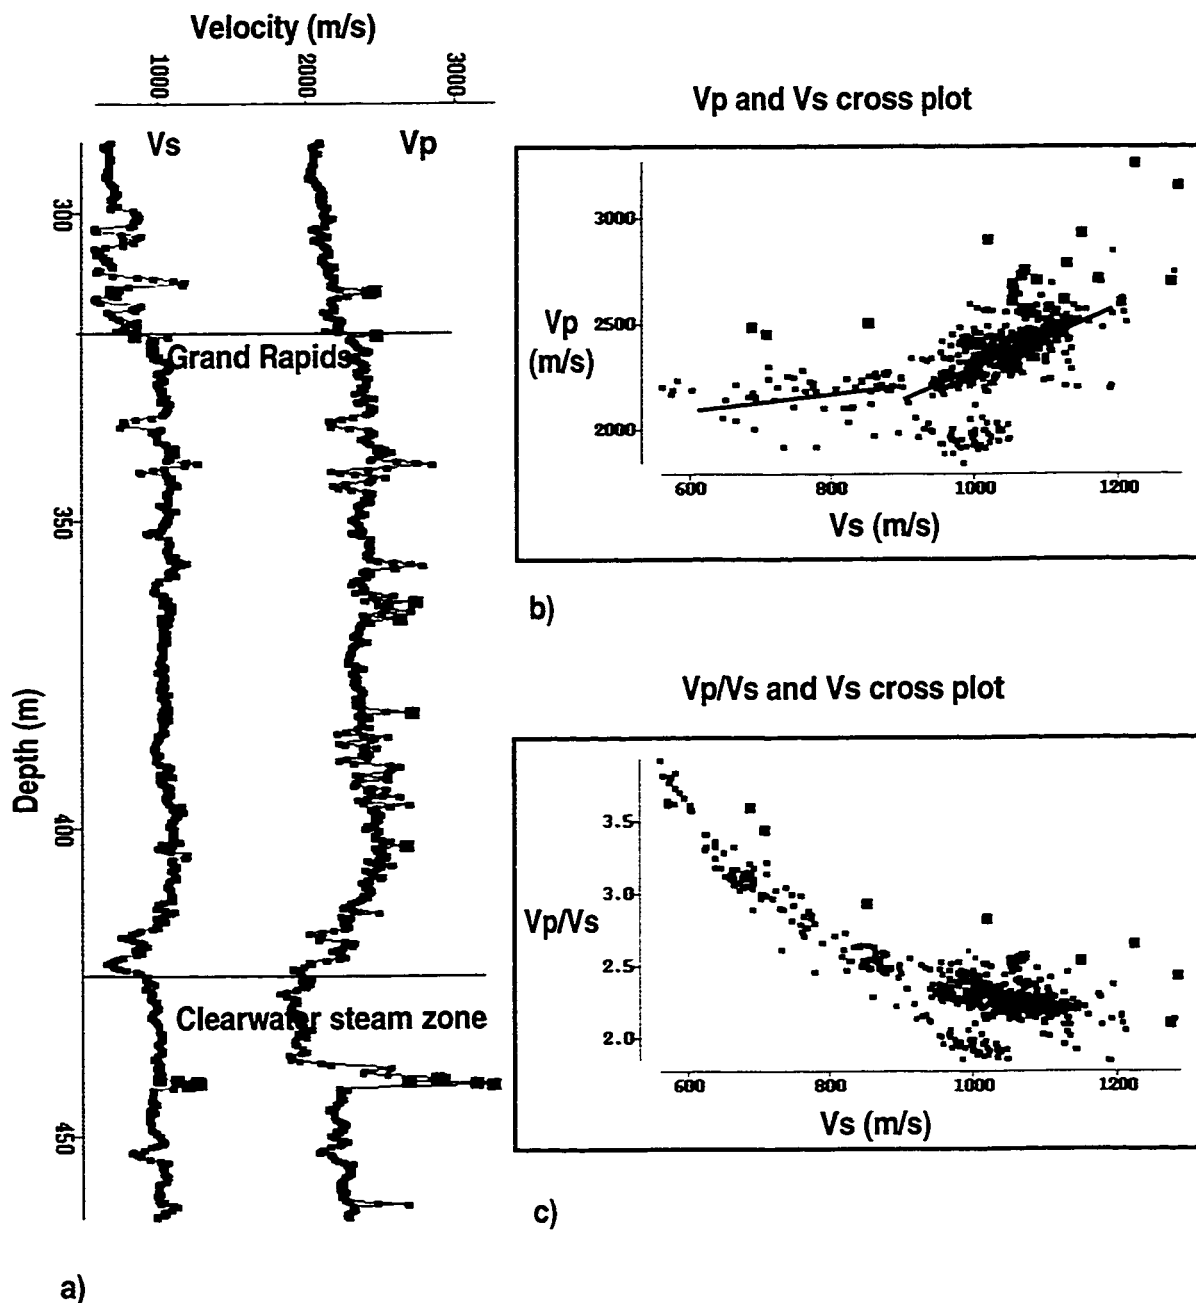 Velocity (m/s)
1000
2000
3000
Vs
Vp
300
350
400
450
Depth (m)
Grand Rapids
Clearwater steam zone
a)
Vp and Vs cross plot
3000
2500
2000
Vp
(m/s)
600
800
1000
1200
Vs (m/s)
b)
Vp/Vs and Vs cross plot
3.5
3.0
2.5
2.0
Vp/Vs
600
800
1000
1200
Vs (m/s)
c)